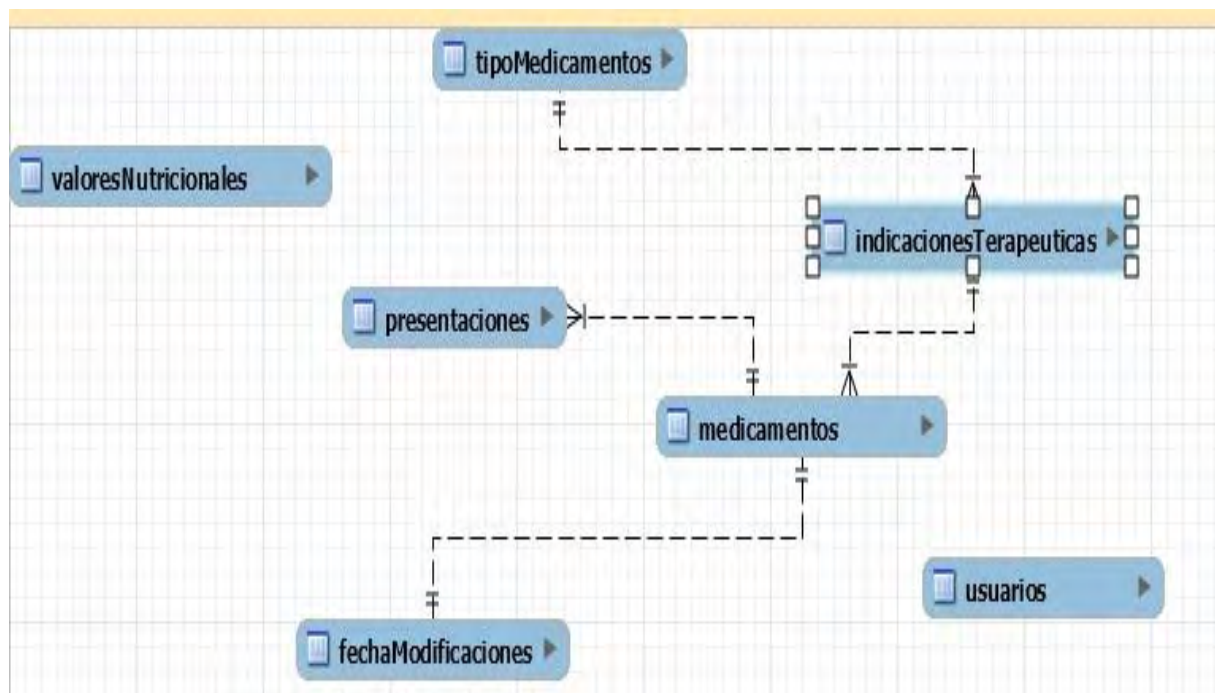 tipoMedicamentos
valoresNutricionales
indicacionesTerapeuticas
presentaciones
medicamentos
usuarios
fechaModificaciones